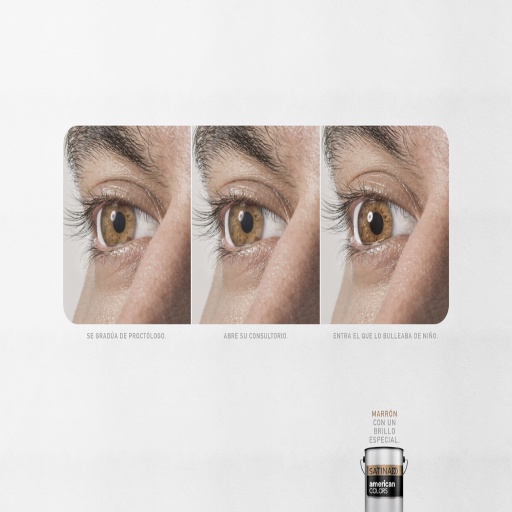 SE GRADÚA DE PROCTÓLOGO.
ABRE SU CONSULTORIO.
ENTRA EL QUE LO BULLEABA DE NIÑO.
MARRÓN
CON UN
BRILLO
ESPECIAL.
SATINADO
american
COLORS